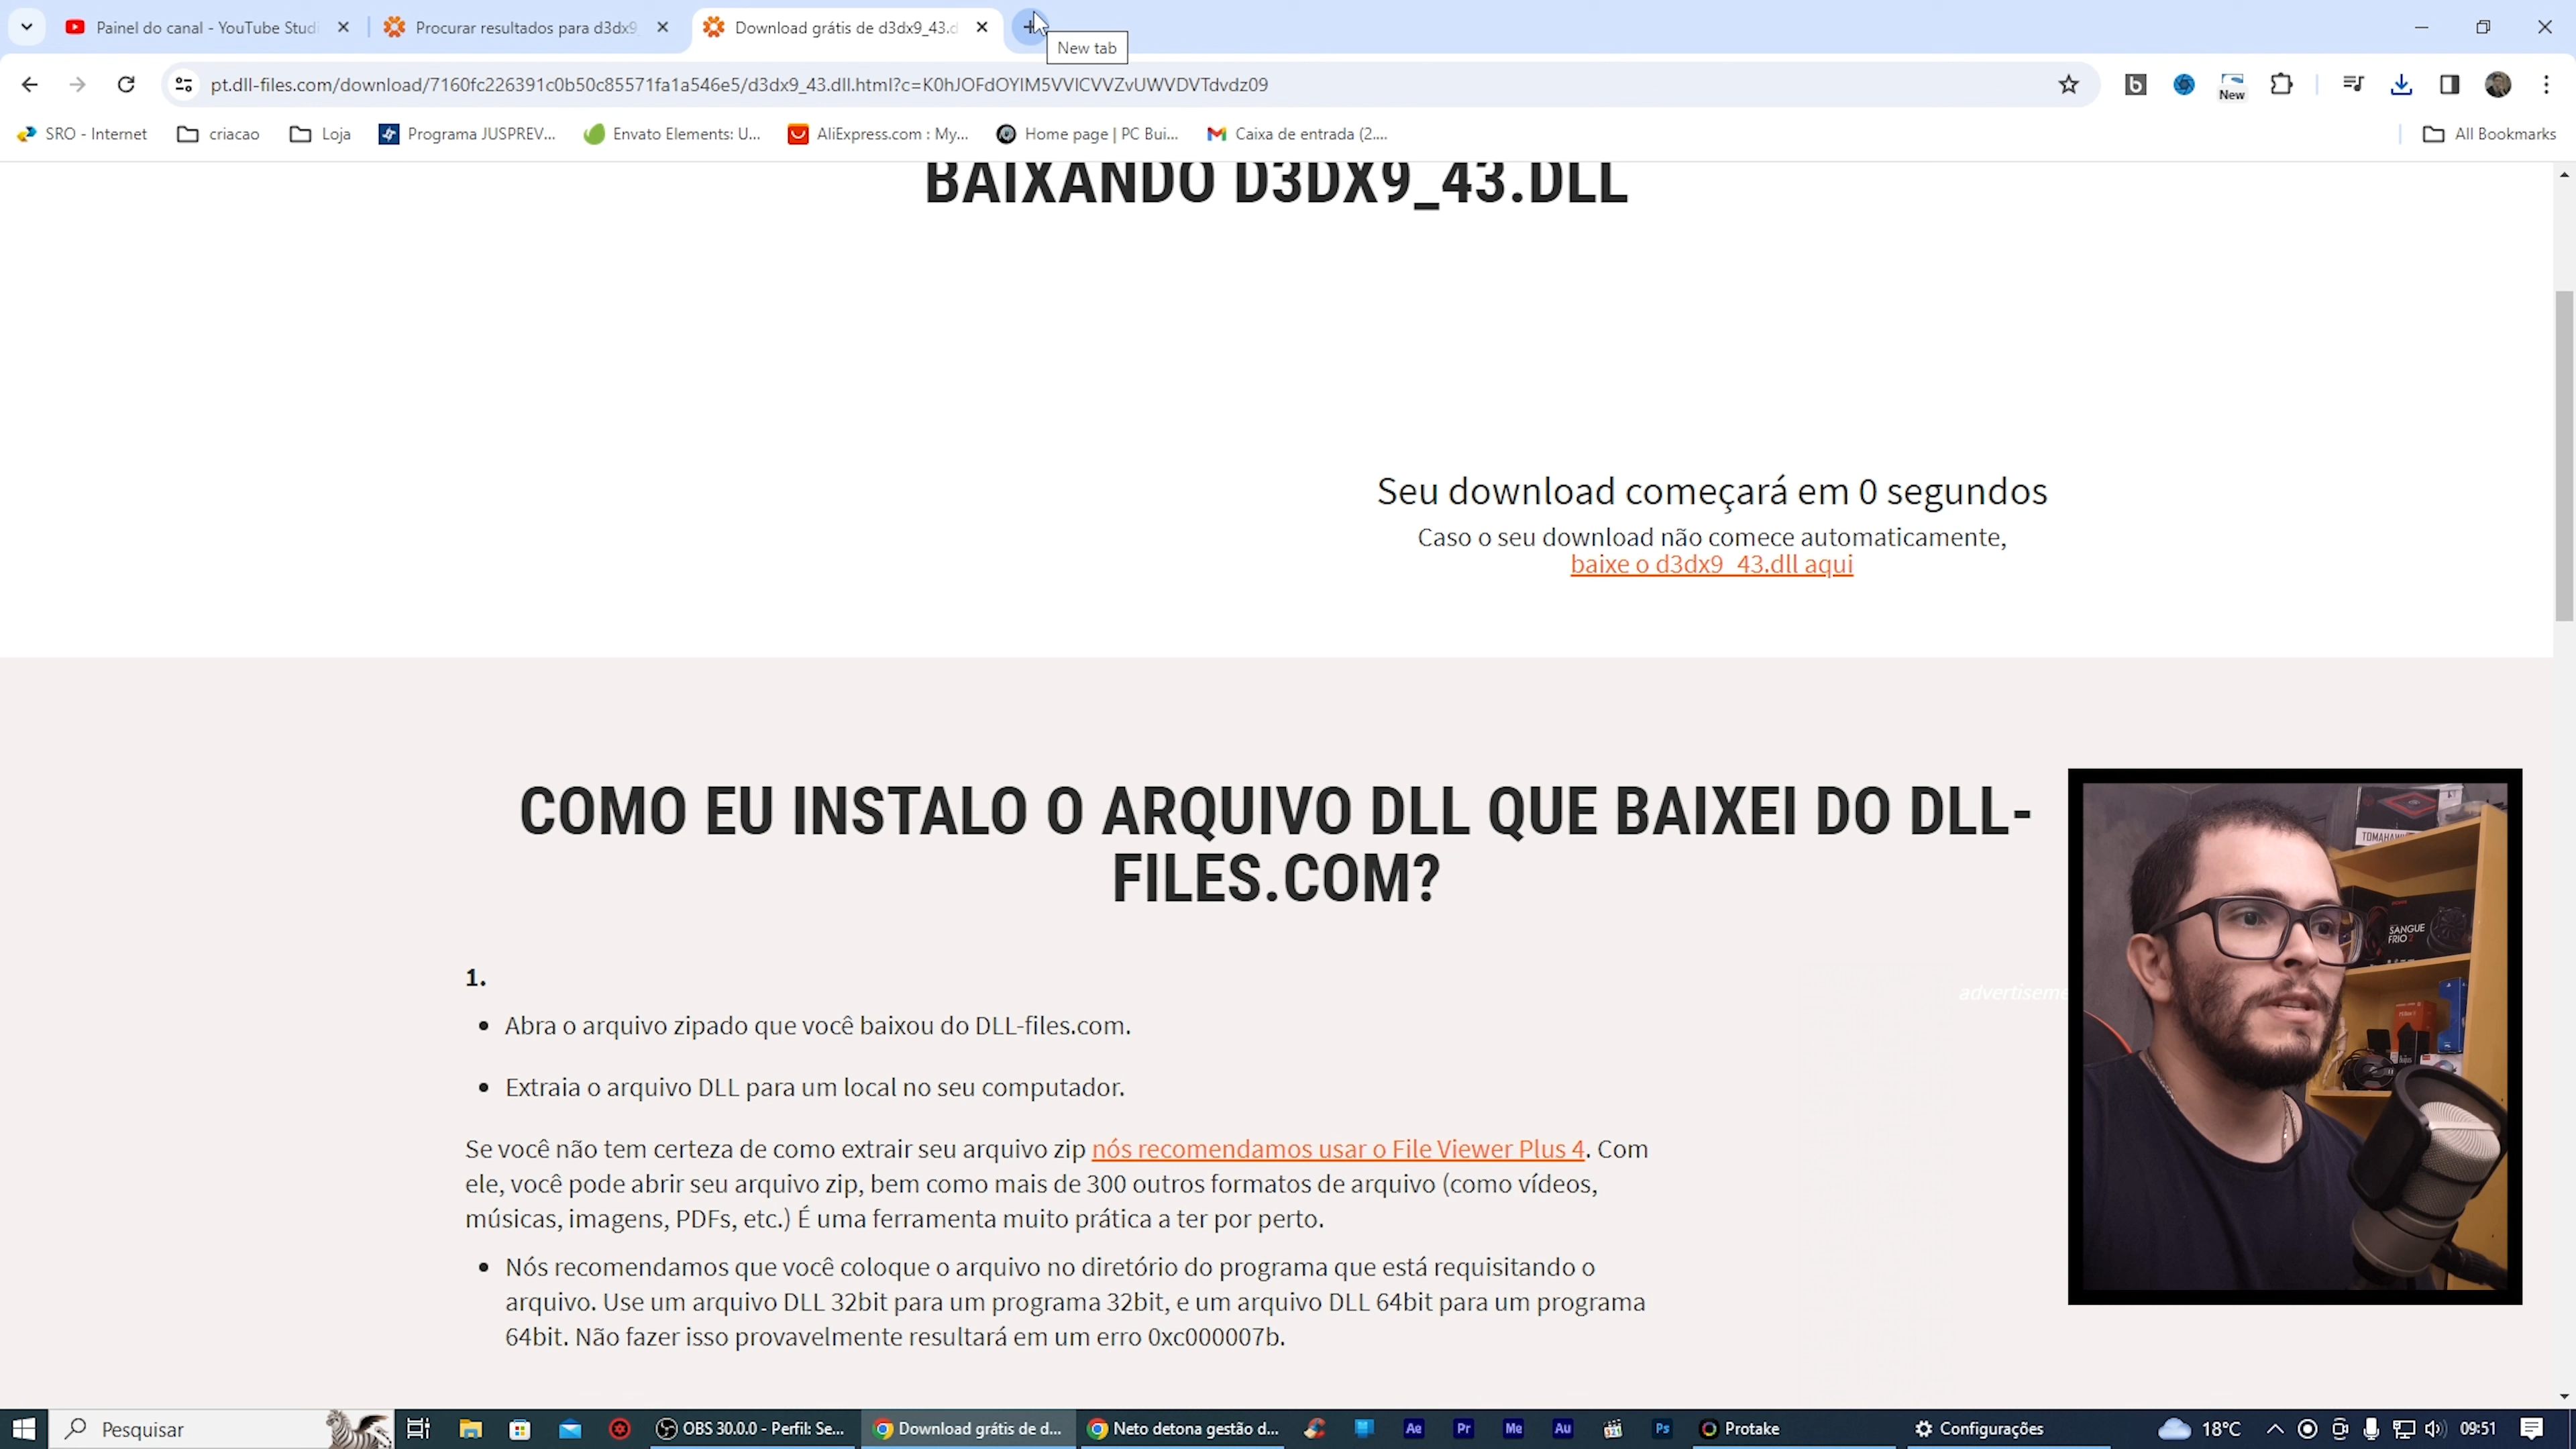 Painel do canal - YouTube Studi
Procurar resultados para d3dx9
Download grátis de d3dx9_43.d
New tab
pt.dll-files.com/download/7160fc226391c0b50c85571fa1a546e5/d3dx9_43.dll.html?c=K0hJOFdOYlM5VVlCVVZvUWVDVTdvdz09
New
SRO - Internet
criacao
Loja
Programa JUSPREV...
Envato Elements: U...
AliExpress.com : My...
Home page | PC Bui...
Caixa de entrada (2....
All Bookmarks
BAIXANDO D3DX9_43.DLL
Seu download começará em 0 segundos
Caso o seu download não comece automaticamente,
baixe o d3dx9_43.dll aqui
COMO EU INSTALO O ARQUIVO DLL QUE BAIXEI DO DLL-
FILES.COM?
1.
advertiseme
• Abra o arquivo zipado que você baixou do DLL-files.com.
• Extraia o arquivo DLL para um local no seu computador.
Se você não tem certeza de como extrair seu arquivo zip nós recomendamos usar o File Viewer Plus 4. Com
ele, você pode abrir seu arquivo zip, bem como mais de 300 outros formatos de arquivo (como vídeos,
músicas, imagens, PDFs, etc.) É uma ferramenta muito prática a ter por perto.
• Nós recomendamos que você coloque o arquivo no diretório do programa que está requisitando o
arquivo. Use um arquivo DLL 32bit para um programa 32bit, e um arquivo DLL 64bit para um programa
64bit. Não fazer isso provavelmente resultará em um erro 0xc000007b.
TOMAHAW
SANGUE
FRIO 2
Pesquisar
OBS 30.0.0 - Perfil: Se...
Download grátis de d...
Neto detona gestão d...
Ae
Pr
Me
Au
Ps
Protake
Configurações
18°C
09:51